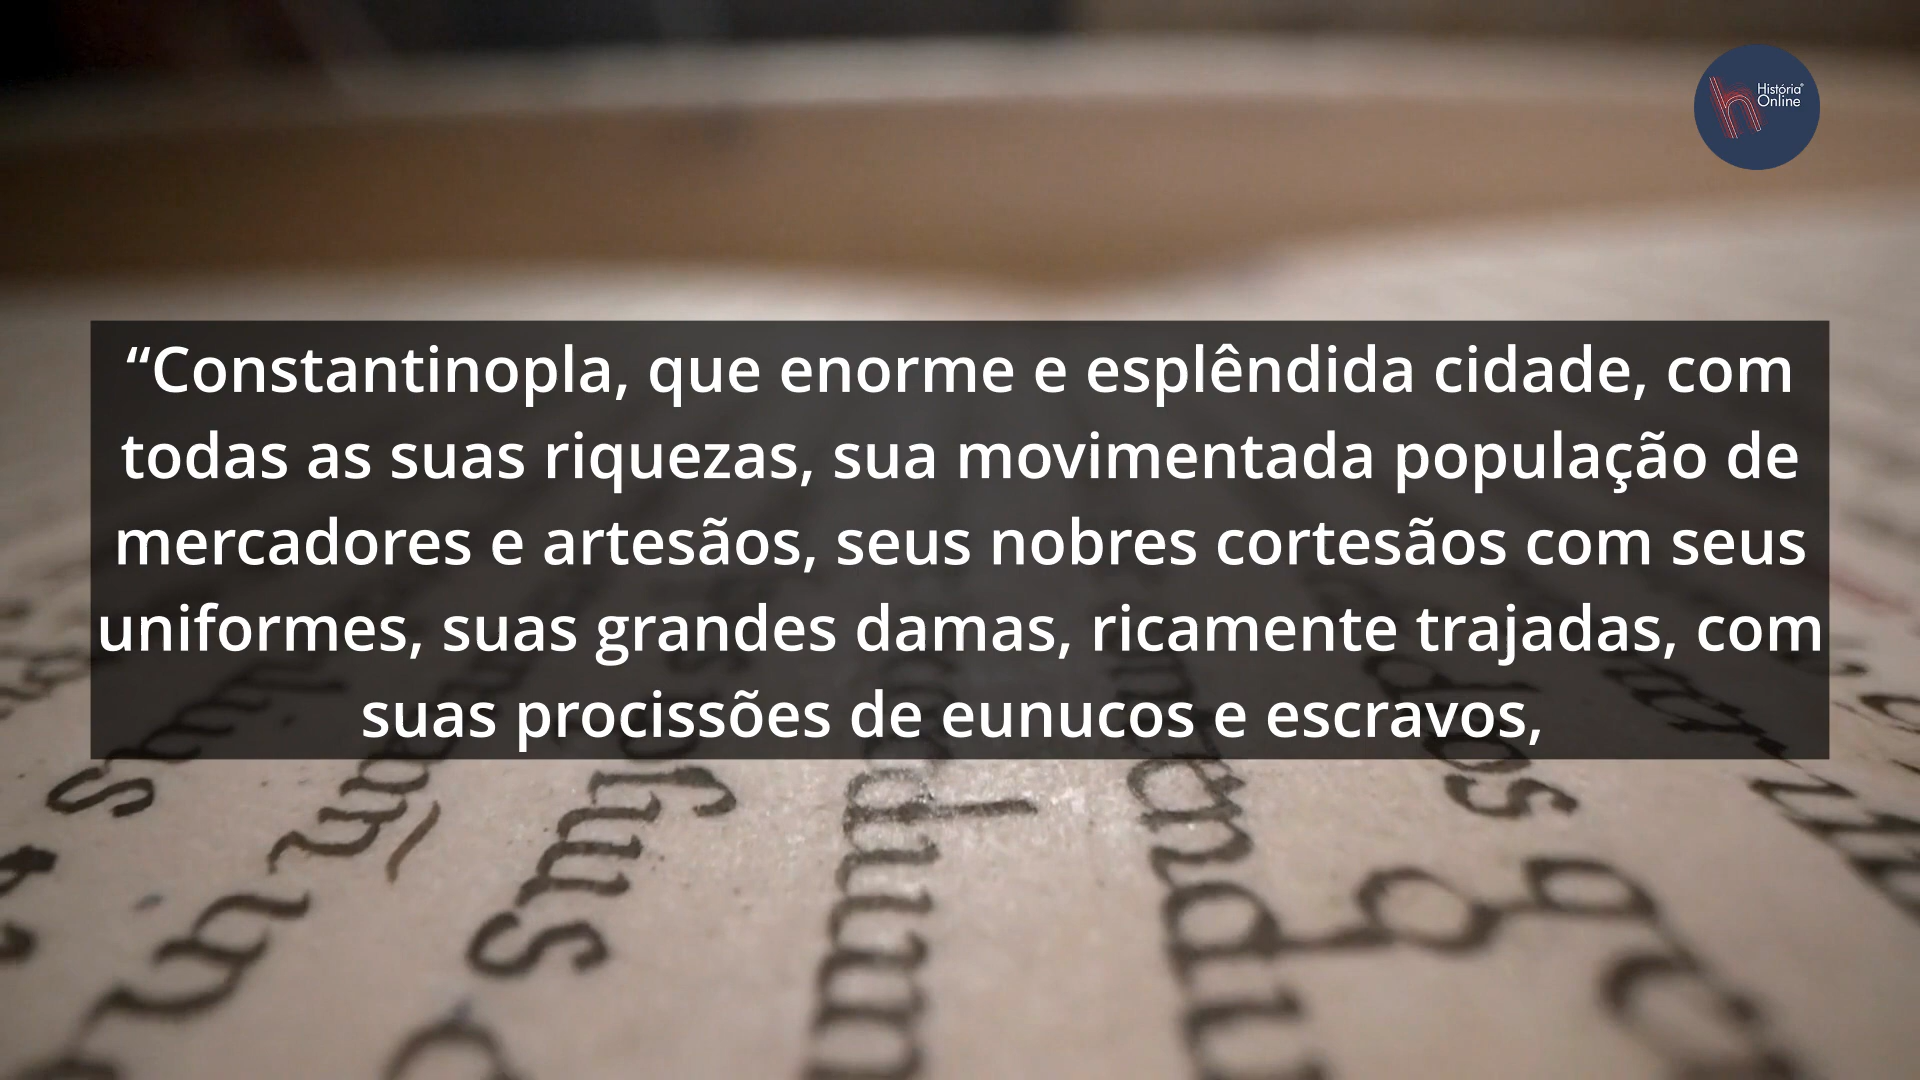 História
Online
“Constantinopla, que enorme e esplêndida cidade, com
todas as suas riquezas, sua movimentada população de
mercadores e artesãos, seus nobres cortesãos com seus
uniformes, suas grandes damas, ricamente trajadas, com
suas procissões de eunucos e escravos,